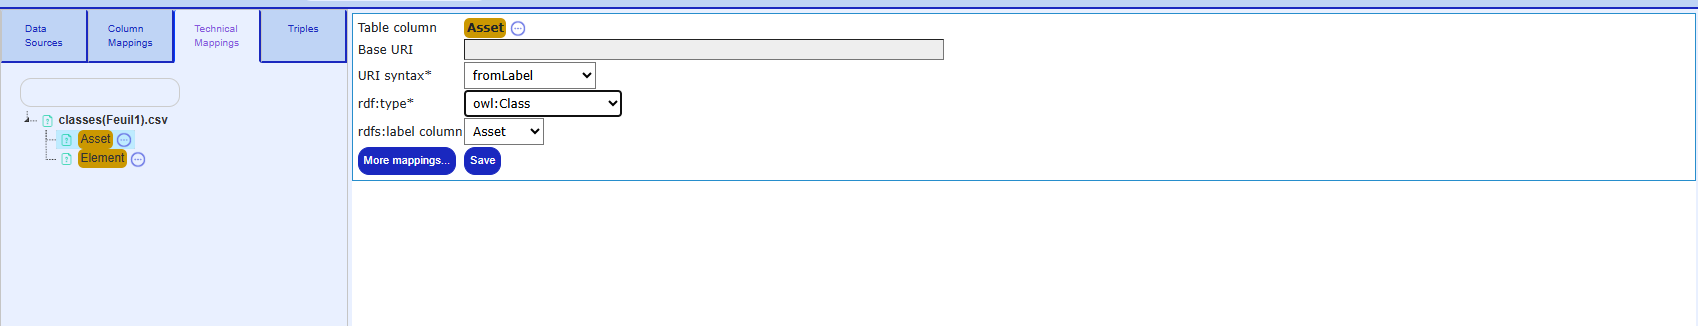 Data Sources
Column Mappings
Technical Mappings
Triples
classes(Feuil1).csv
Asset
Element
Table column Asset
Base URI
URI syntax* fromLabel
rdf:type* owl:Class
rdfs:label column Asset
More mappings... Save